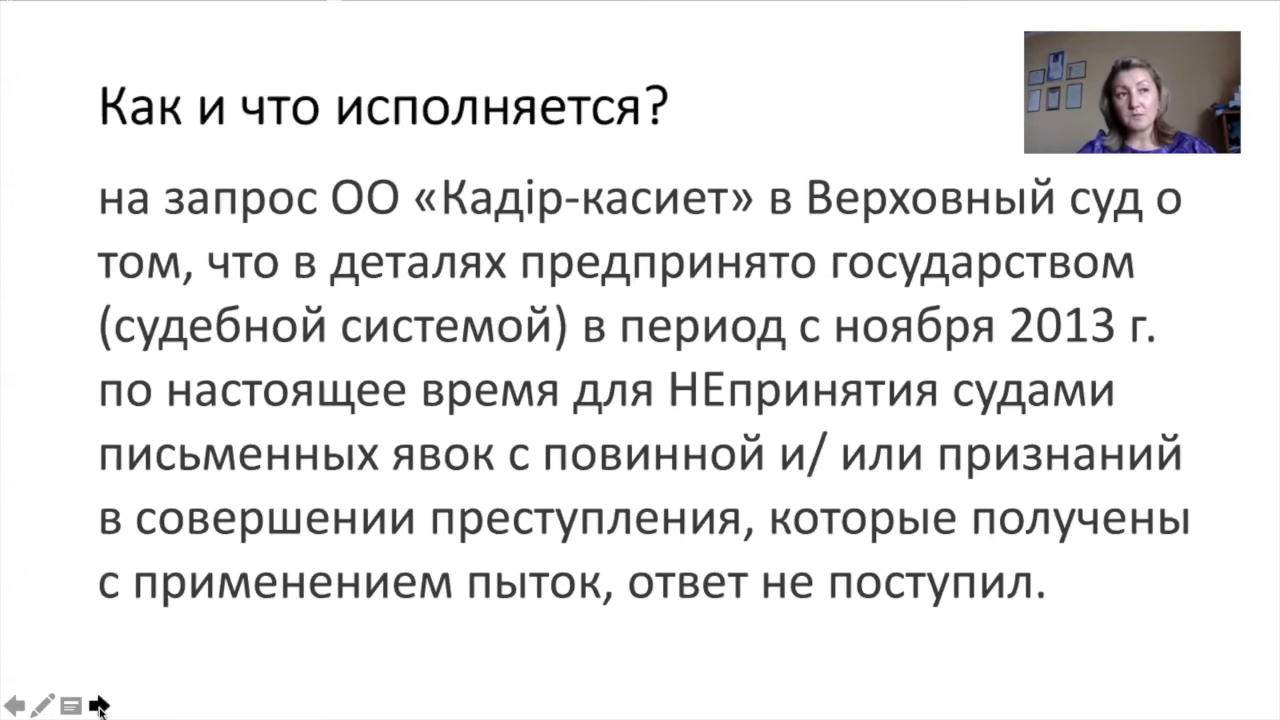 Как и что исполняется?
на запрос ОО «Кадір-касиет» в Верховный суд о
том, что в деталях предпринято государством
(судебной системой) в период с ноября 2013 г.
по настоящее время для НЕпринятия судами
письменных явок с повинной и/ или признаний
в совершении преступления, которые получены
с применением пыток, ответ не поступил.